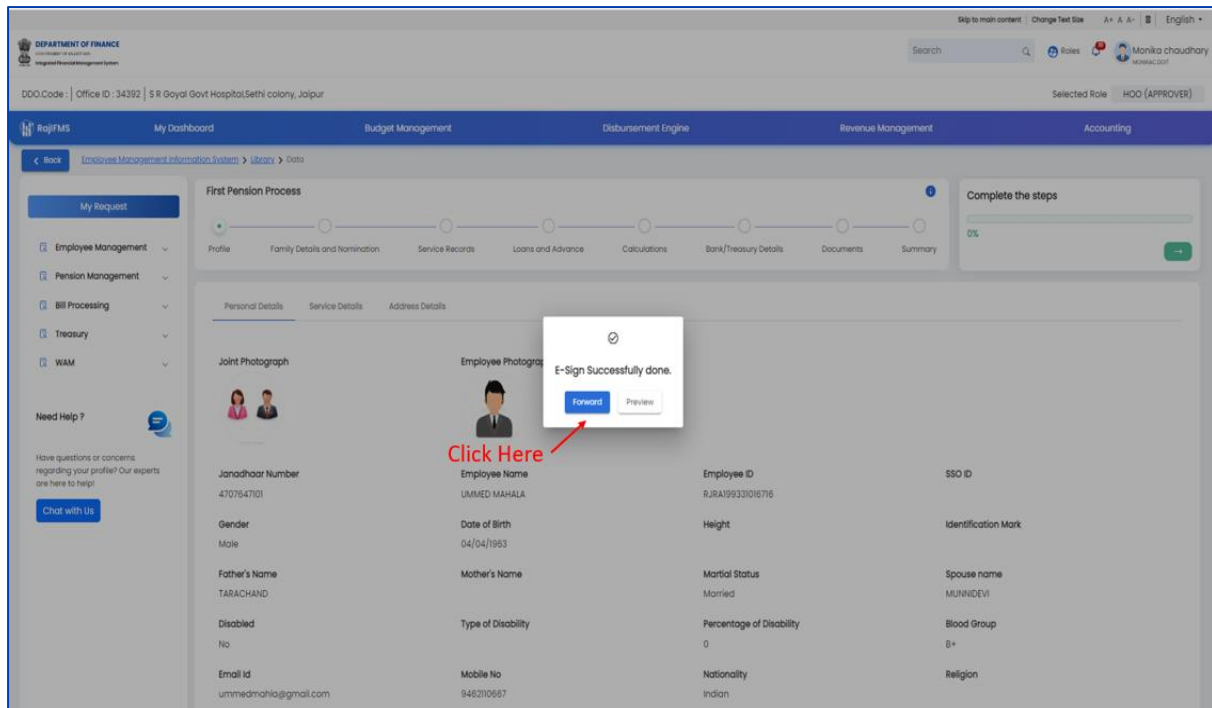 Skip to main content | Change Text Size A+ A A- English
DEPARTMENT OF FINANCE
Integrated Financial Management System
Search Roles Monika chaudhary
DDO.Code : | Office ID : 34392 | S R Goyal Govt Hospital,Sethi colony, Jaipur Selected Role HOO (APPROVER)
RajIFMS My Dashboard Budget Management Disbursement Engine Revenue Management Accounting
Back Employee Management Information System > Library > Data
My Request
Employee Management
Pension Management
Bill Processing
Treasury
WAM
Need Help ?
Have questions or concerns
regarding your profile? Our experts
are here to help!
Chat with Us
First Pension Process
Profile Family Details and Nomination Service Records Loans and Advance Calculations Bank/Treasury Details Documents Summary
Complete the steps
0%
Personal Details Service Details Address Details
E-Sign Successfully done.
Forward Preview
Click Here
Joint Photograph Employee Photograp
Janadhaar Number Employee Name Employee ID SSO ID
4707647101 UMMED MAHALA RJRA199331016716
Gender Date of Birth Height Identification Mark
Male 04/04/1963
Father's Name Mother's Name Martial Status Spouse name
TARACHAND Married MUNNIDEVI
Disabled Type of Disability Percentage of Disability Blood Group
No 0 B+
Email Id Mobile No Nationality Religion
ummedmahla@gmail.com 9462110667 Indian